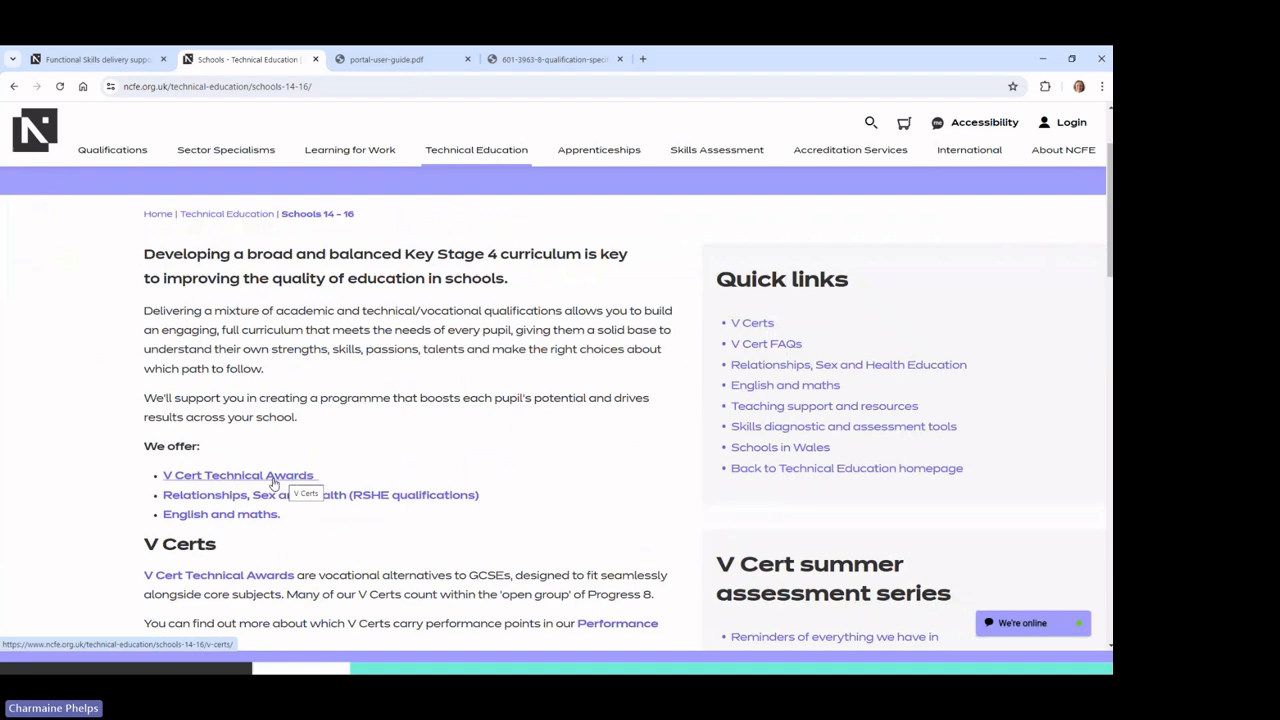 Functional Skills delivery suppo
Schools - Technical Education |
portal-user-guide.pdf
601-3963-8-qualification-specif
ncfe.org.uk/technical-education/schools-14-16/
N
Accessibility
Login
Qualifications
Sector Specialisms
Learning for Work
Technical Education
Apprenticeships
Skills Assessment
Accreditation Services
International
About NCFE
Home | Technical Education | Schools 14 - 16
Developing a broad and balanced Key Stage 4 curriculum is key
to improving the quality of education in schools.
Delivering a mixture of academic and technical/vocational qualifications allows you to build
an engaging, full curriculum that meets the needs of every pupil, giving them a solid base to
understand their own strengths, skills, passions, talents and make the right choices about
which path to follow.
We'll support you in creating a programme that boosts each pupil's potential and drives
results across your school.
We offer:
• V Cert Technical Awards
V Certs
• Relationships, Sex an alth (RSHE qualifications)
• English and maths.
V Certs
V Cert Technical Awards are vocational alternatives to GCSEs, designed to fit seamlessly
alongside core subjects. Many of our V Certs count within the 'open group' of Progress 8.
You can find out more about which V Certs carry performance points in our Performance
Quick links
• V Certs
• V Cert FAQs
• Relationships, Sex and Health Education
• English and maths
• Teaching support and resources
• Skills diagnostic and assessment tools
• Schools in Wales
• Back to Technical Education homepage
V Cert summer
assessment series
• Reminders of everything we have in
We're online
https://www.ncfe.org.uk/technical-education/schools-14-16/v-certs/
Charmaine Phelps